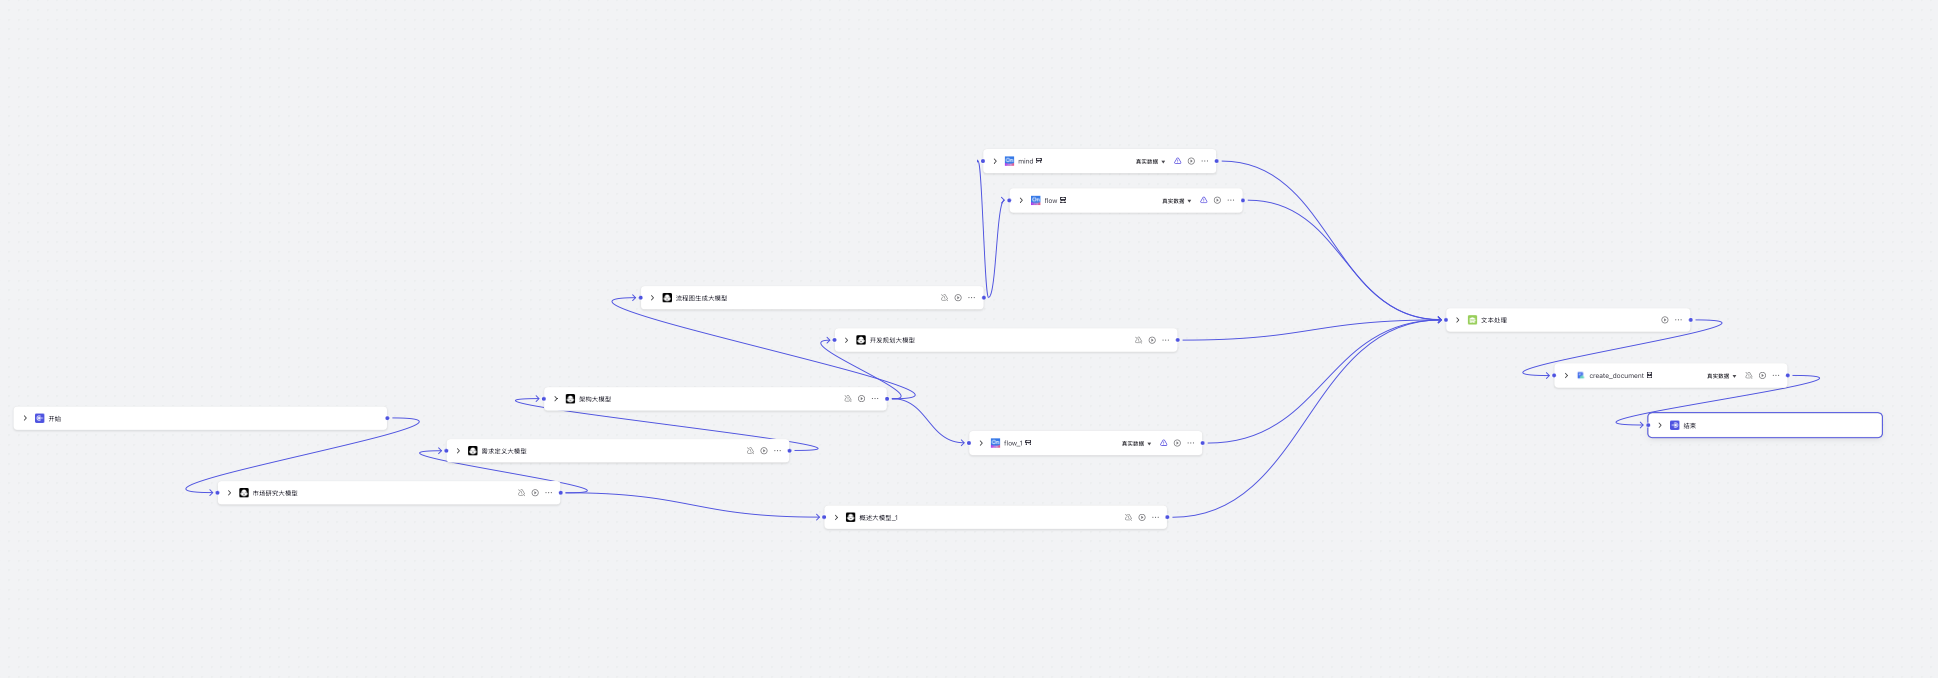 mind 真实数据
flow 真实数据
流程图生成大模型
文本处理
开发规划大模型
create_document 真实数据
架构大模型
开始
结束
flow_1 真实数据
需求定义大模型
市场研究大模型
概述大模型_1